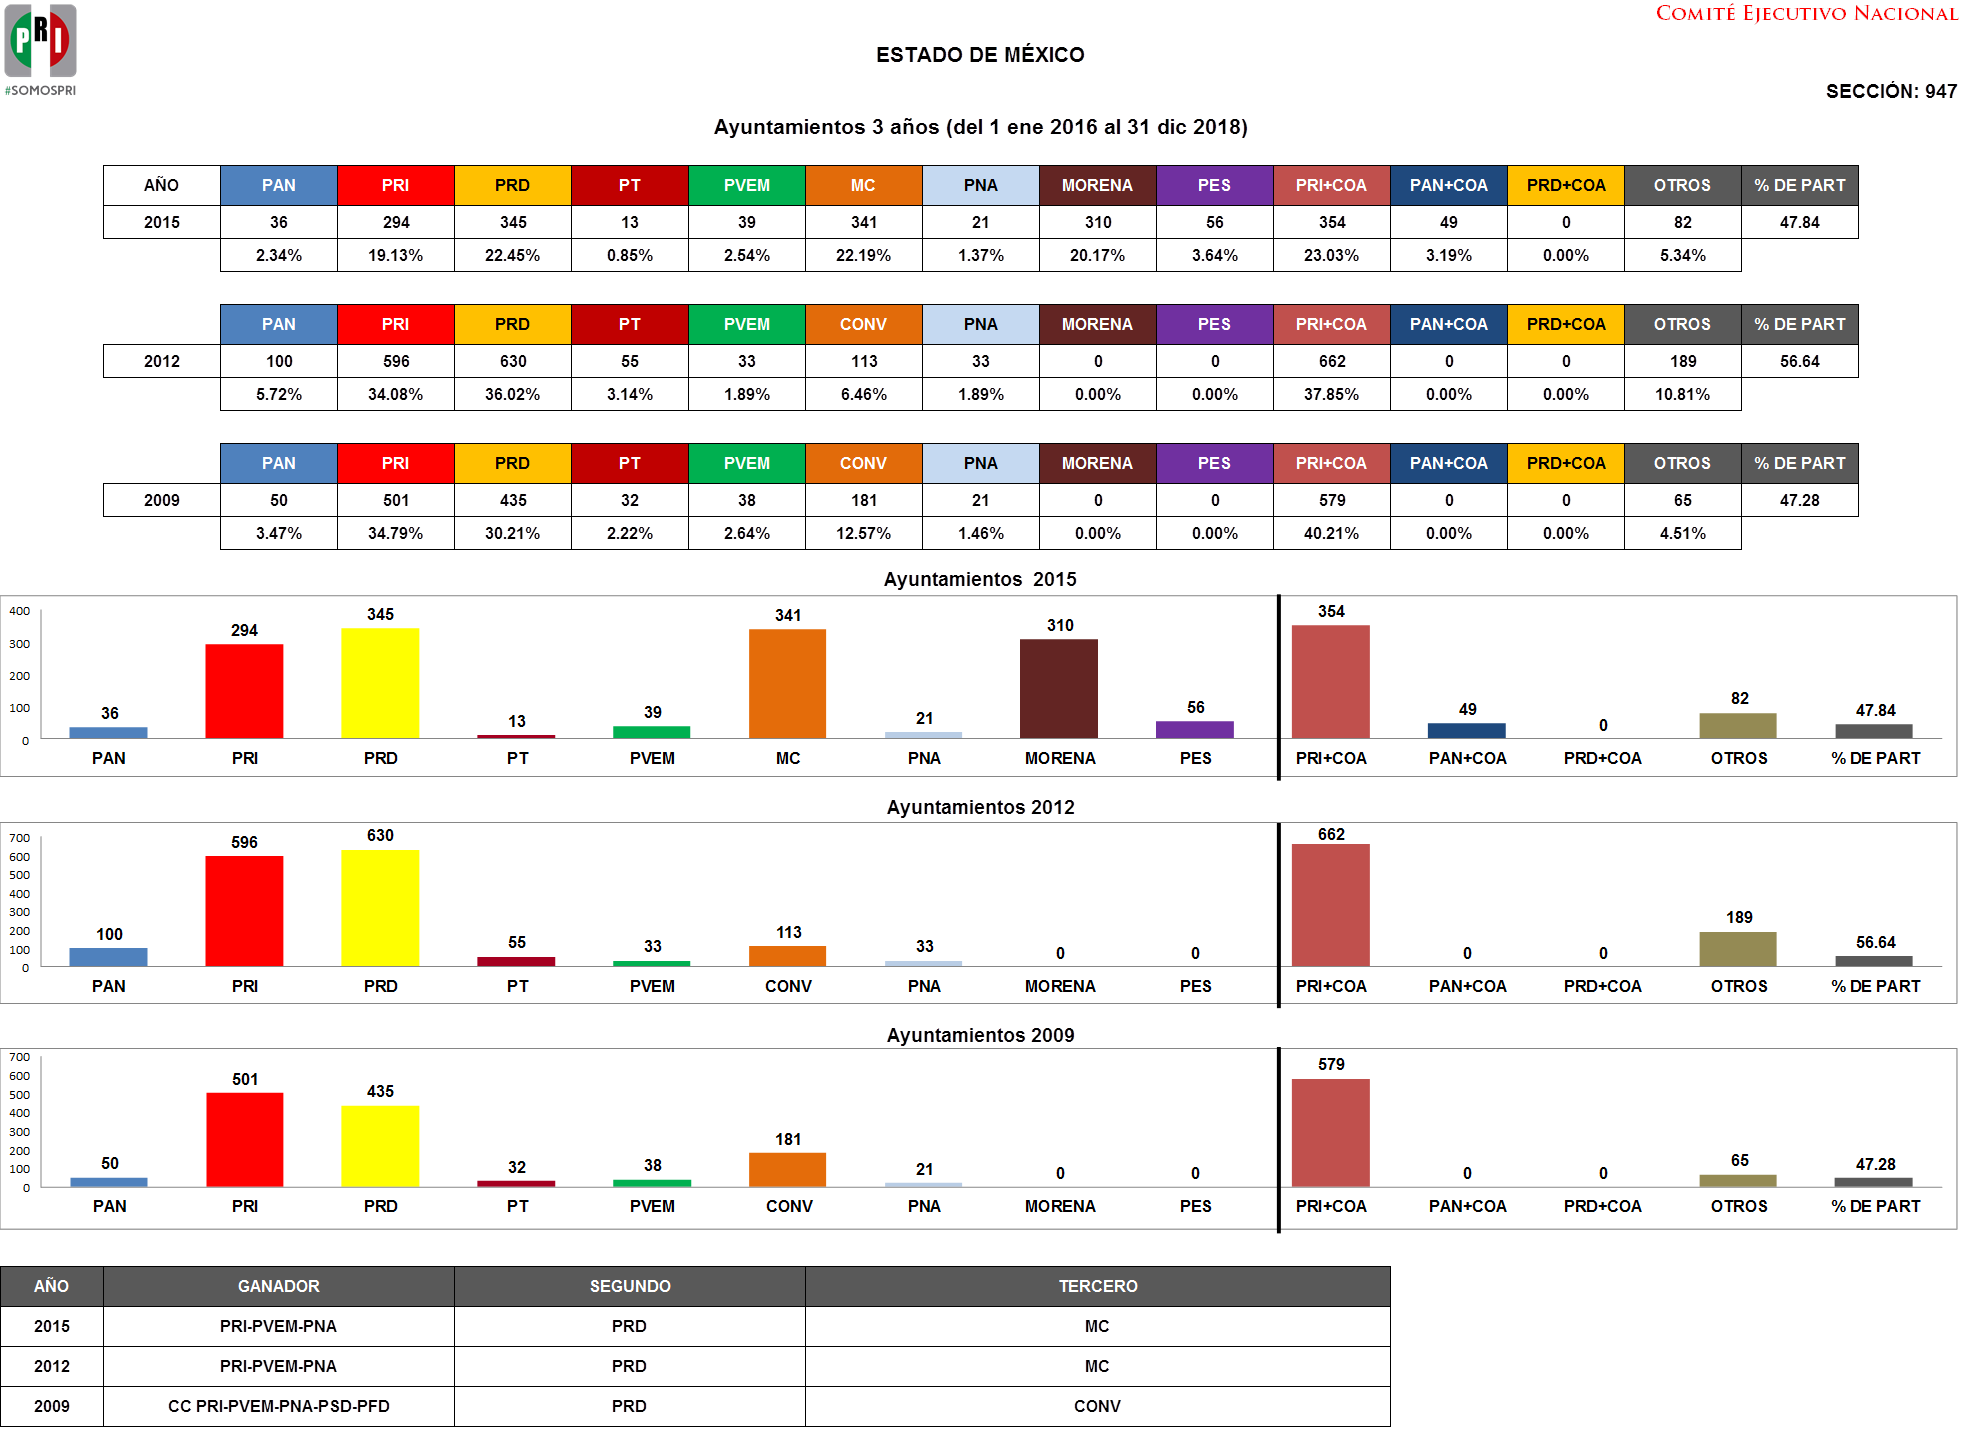 PRI
#SOMOSPRI
COMITÉ EJECUTIVO NACIONAL
ESTADO DE MÉXICO
SECCIÓN: 947
Ayuntamientos 3 años (del 1 ene 2016 al 31 dic 2018)
AÑO PAN PRI PRD PT PVEM MC PNA MORENA PES PRI+COA PAN+COA PRD+COA OTROS % DE PART
2015 36 294 345 13 39 341 21 310 56 354 49 0 82 47.84
2.34% 19.13% 22.45% 0.85% 2.54% 22.19% 1.37% 20.17% 3.64% 23.03% 3.19% 0.00% 5.34%
PAN PRI PRD PT PVEM CONV PNA MORENA PES PRI+COA PAN+COA PRD+COA OTROS % DE PART
2012 100 596 630 55 33 113 33 0 0 662 0 0 189 56.64
5.72% 34.08% 36.02% 3.14% 1.89% 6.46% 1.89% 0.00% 0.00% 37.85% 0.00% 0.00% 10.81%
PAN PRI PRD PT PVEM CONV PNA MORENA PES PRI+COA PAN+COA PRD+COA OTROS % DE PART
2009 50 501 435 32 38 181 21 0 0 579 0 0 65 47.28
3.47% 34.79% 30.21% 2.22% 2.64% 12.57% 1.46% 0.00% 0.00% 40.21% 0.00% 0.00% 4.51%
Ayuntamientos 2015
400
300
200
100
0
36 294 345 13 39 341 21 310 56 354 49 0 82 47.84
PAN PRI PRD PT PVEM MC PNA MORENA PES PRI+COA PAN+COA PRD+COA OTROS % DE PART
Ayuntamientos 2012
700
600
500
400
300
200
100
0
100 596 630 55 33 113 33 0 0 662 0 0 189 56.64
PAN PRI PRD PT PVEM CONV PNA MORENA PES PRI+COA PAN+COA PRD+COA OTROS % DE PART
Ayuntamientos 2009
700
600
500
400
300
200
100
0
50 501 435 32 38 181 21 0 0 579 0 0 65 47.28
PAN PRI PRD PT PVEM CONV PNA MORENA PES PRI+COA PAN+COA PRD+COA OTROS % DE PART
AÑO GANADOR SEGUNDO TERCERO
2015 PRI-PVEM-PNA PRD MC
2012 PRI-PVEM-PNA PRD MC
2009 CC PRI-PVEM-PNA-PSD-PFD PRD CONV